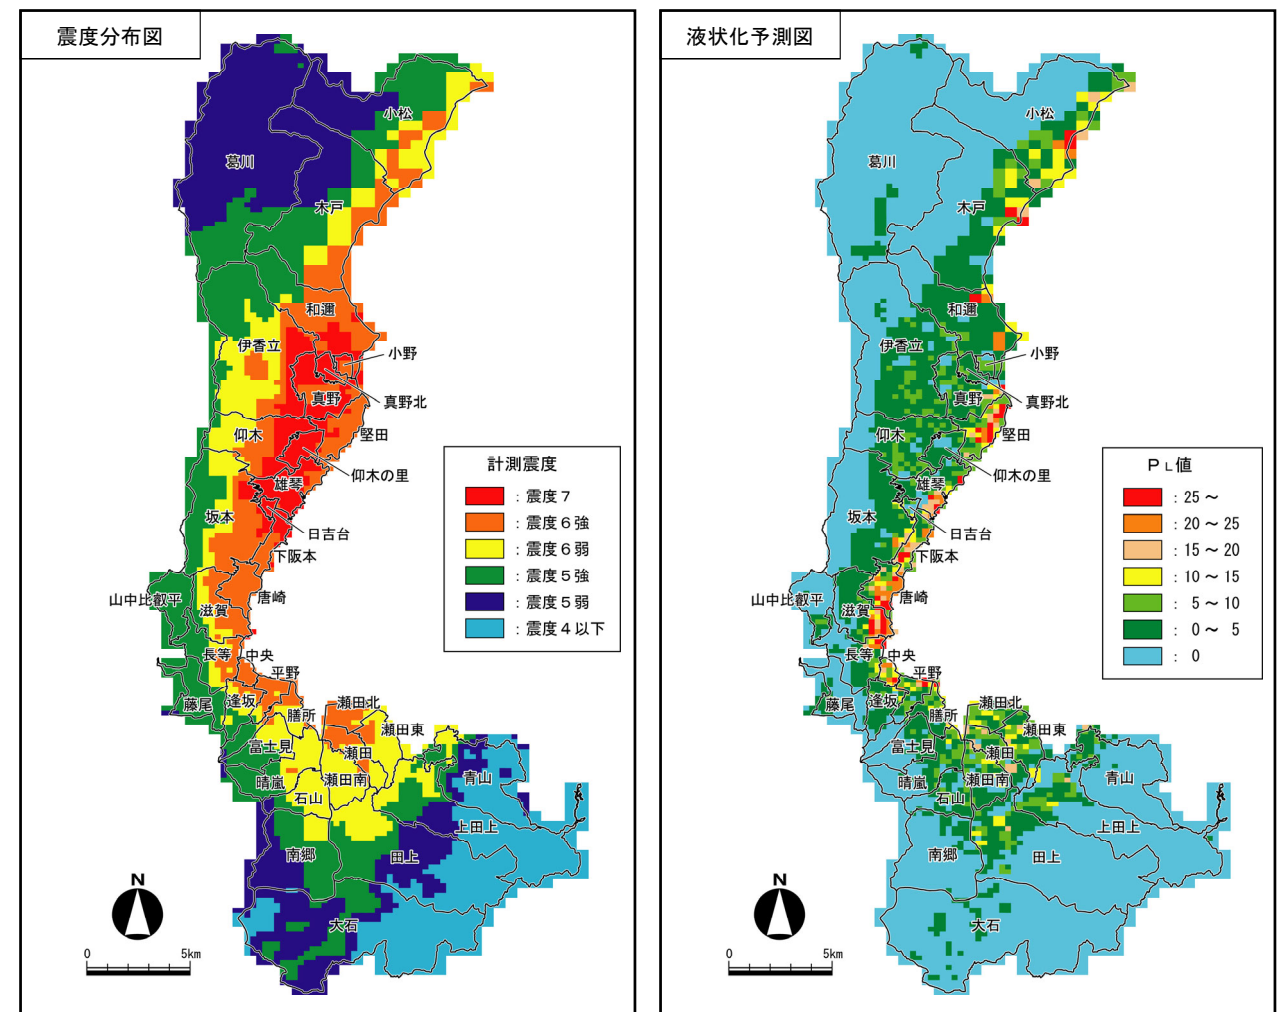 震度分布図
小松
葛川
木戸
和邇
伊香立
小野
真野
真野北
仰木
堅田
仰木の里
雄琴
坂本
日吉台
下阪本
山中比叡平
滋賀
唐崎
長等
中央
平野
藤尾
逢坂
膳所
瀬田北
瀬田東
富士見
瀬田
晴嵐
瀬田南
青山
石山
上田上
南郷
田上
大石
計測震度
：震度７
：震度６強
：震度６弱
：震度５強
：震度５弱
：震度４以下
N
0 5km
液状化予測図
小松
葛川
木戸
和邇
伊香立
小野
真野
真野北
仰木
堅田
仰木の里
雄琴
坂本
日吉台
下阪本
山中比叡平
滋賀
唐崎
長等
中央
平野
藤尾
逢坂
膳所
瀬田北
瀬田東
富士見
瀬田
晴嵐
瀬田南
青山
石山
上田上
南郷
田上
大石
ＰＬ値
：25～
：20～25
：15～20
：10～15
：5～10
：0～5
：0
N
0 5km